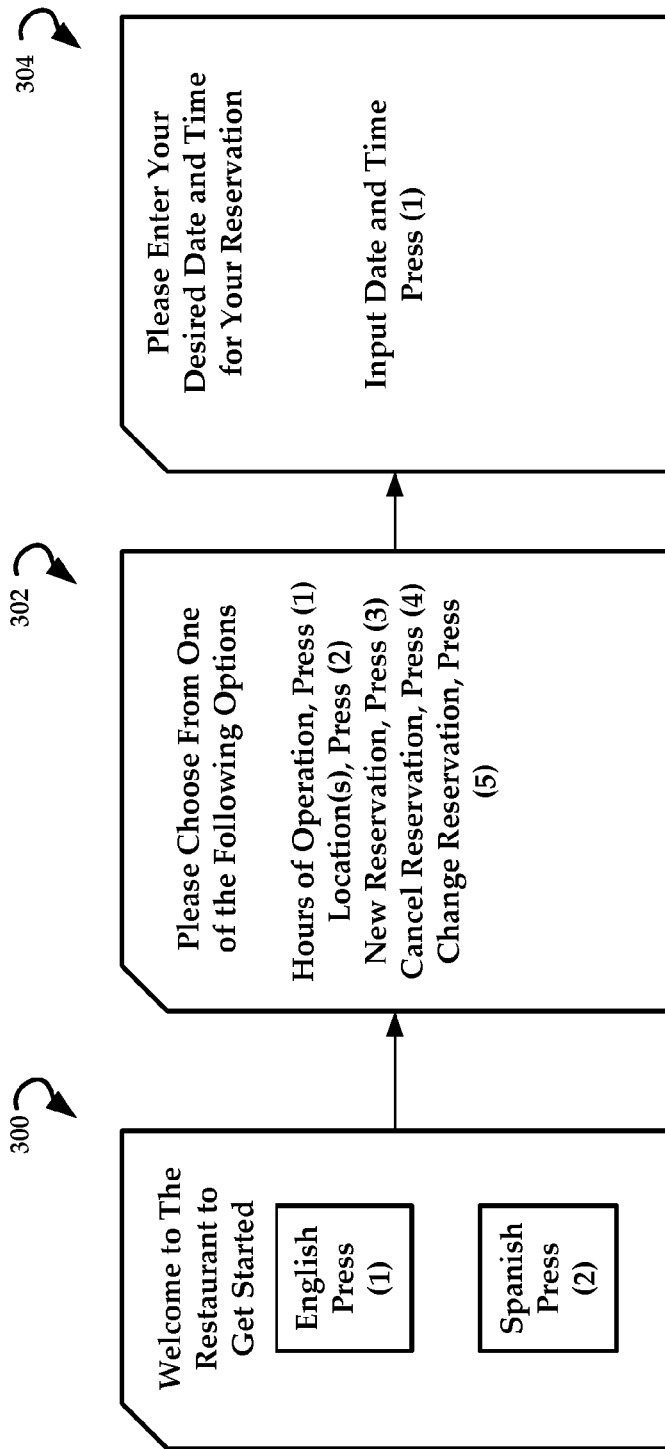 300
Welcome to The
Restaurant to
Get Started
English
Press
(1)
Spanish
Press
(2)
302
Please Choose From One
of the Following Options
Hours of Operation, Press (1)
Location(s), Press (2)
New Reservation, Press (3)
Cancel Reservation, Press (4)
Change Reservation, Press
(5)
304
Please Enter Your
Desired Date and Time
for Your Reservation
Input Date and Time
Press (1)